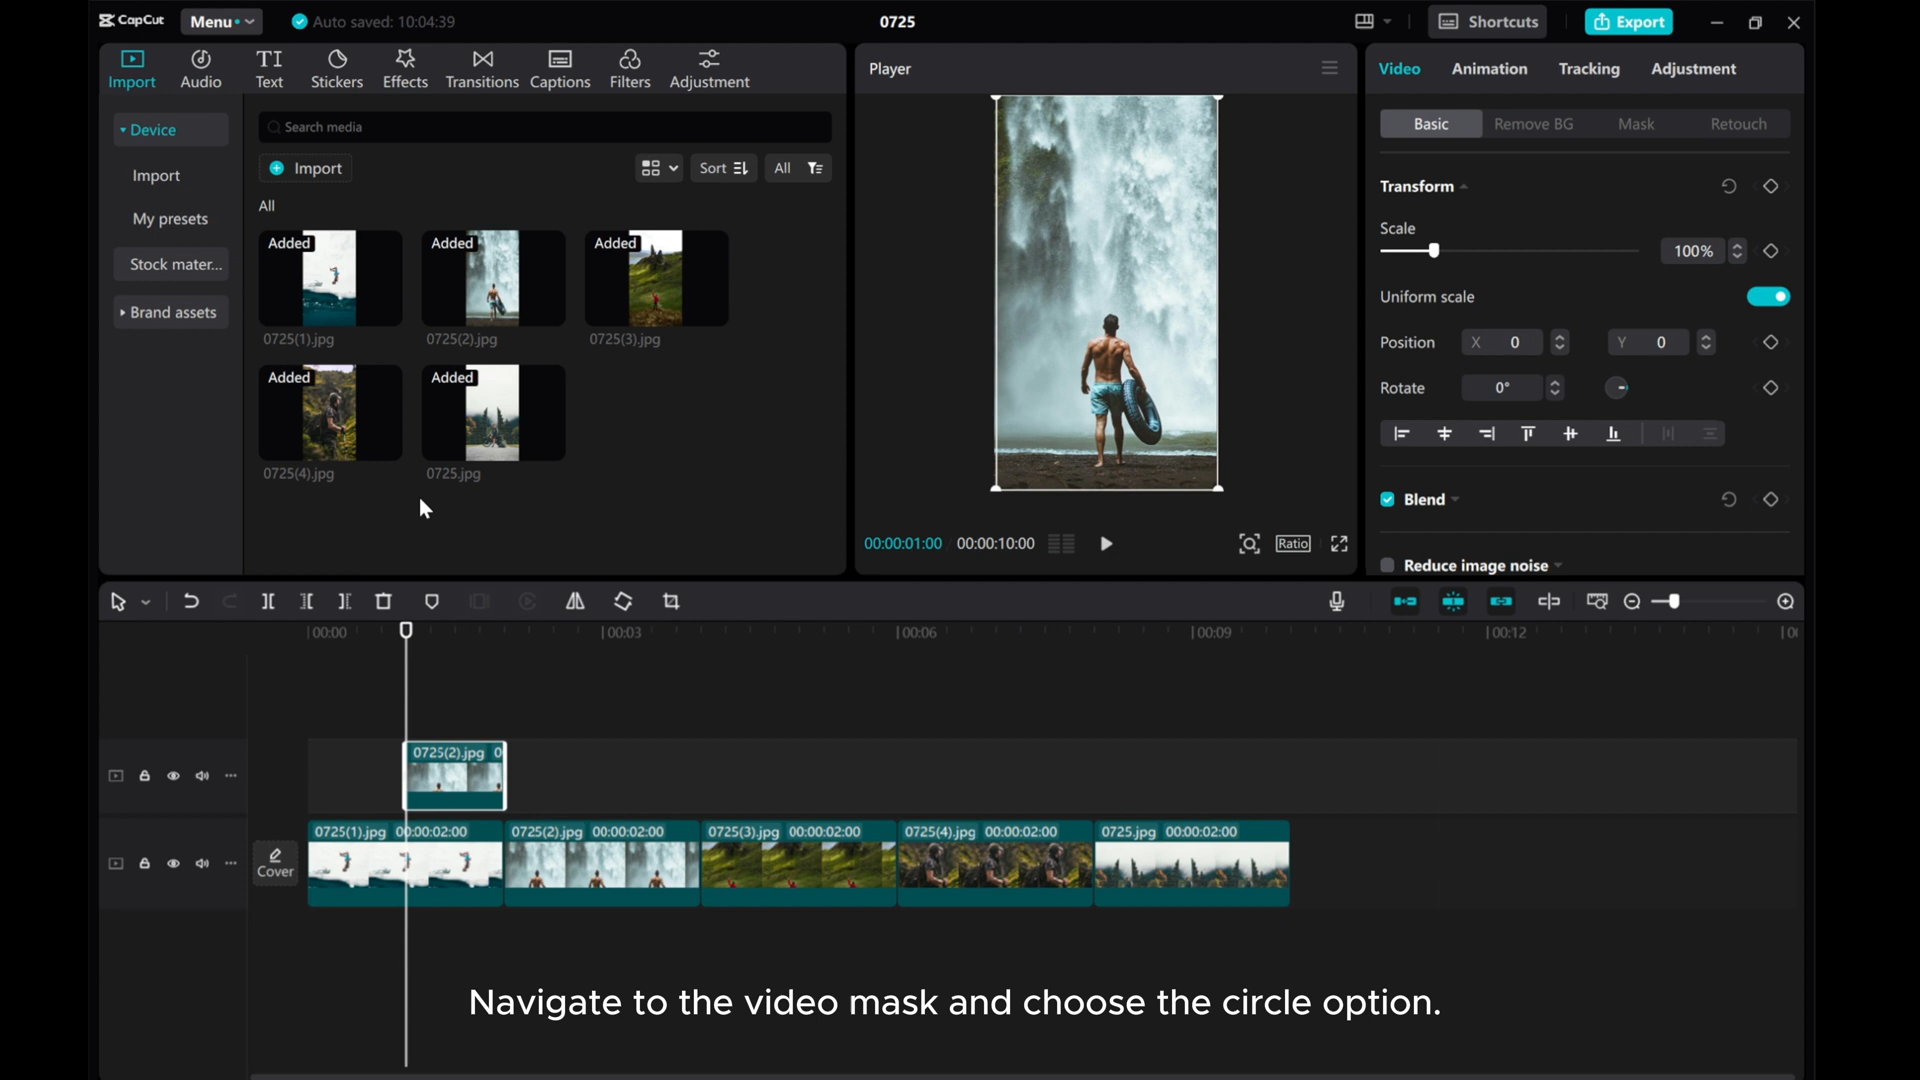 CapCut
Menu
Auto saved: 10:04:39
0725
Shortcuts
Export
Import
Audio
TI
Text
Stickers
Effects
Transitions
Captions
Filters
Adjustment
Device
Import
My presets
Stock mater...
Brand assets
Search media
Import
Sort
All
All
Added
Added
Added
0725(1).jpg
0725(2).jpg
0725(3).jpg
Added
Added
0725(4).jpg
0725.jpg
Player
00:00:01:00
00:00:10:00
Ratio
Video
Animation
Tracking
Adjustment
Basic
Remove BG
Mask
Retouch
Transform
Scale
100%
Uniform scale
Position
X 0
Y 0
Rotate
0°
Blend
Reduce image noise
00:00
00:03
00:06
00:09
00:12
0725(2).jpg 0
Cover
0725(1).jpg 00:00:02:00
0725(2).jpg 00:00:02:00
0725(3).jpg 00:00:02:00
0725(4).jpg 00:00:02:00
0725.jpg 00:00:02:00
Navigate to the video mask and choose the circle option.